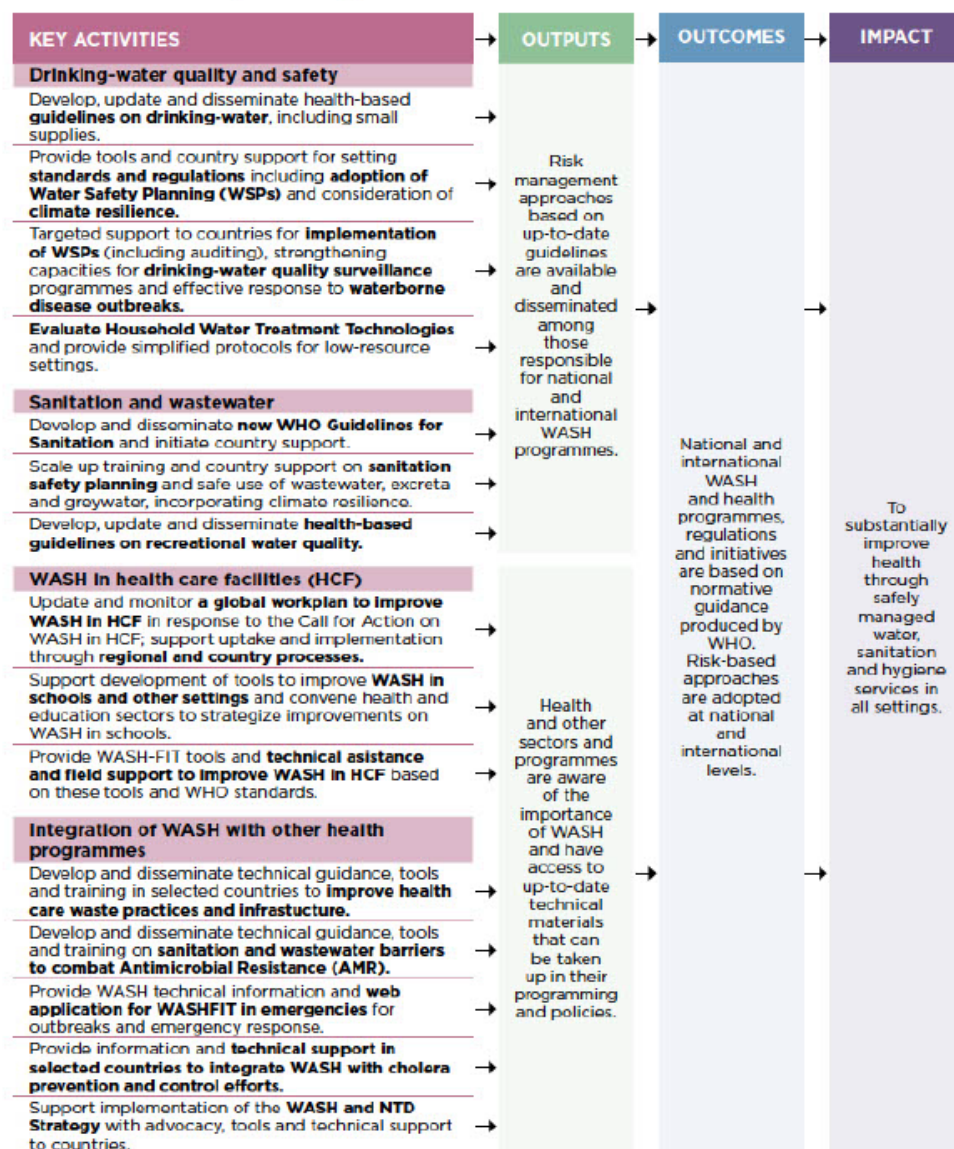 KEY ACTIVITIES → OUTPUTS → OUTCOMES → IMPACT
Drinking-water quality and safety
Develop, update and disseminate health-based
guidelines on drinking-water, including small
supplies.
Provide tools and country support for setting
standards and regulations including adoption of
Water Safety Planning (WSPs) and consideration of
climate resilience.
Targeted support to countries for implementation
of WSPs (including auditing), strengthening
capacities for drinking-water quality surveillance
programmes and effective response to waterborne
disease outbreaks.
Evaluate Household Water Treatment Technologies
and provide simplified protocols for low-resource
settings.
Sanitation and wastewater
Develop and disseminate new WHO Guidelines for
Sanitation and initiate country support.
Scale up training and country support on sanitation
safety planning and safe use of wastewater, excreta
and greywater, incorporating climate resilience.
Develop, update and disseminate health-based
guidelines on recreational water quality.
WASH in health care facilities (HCF)
Update and monitor a global workplan to improve
WASH in HCF in response to the Call for Action on
WASH in HCF; support uptake and implementation
through regional and country processes.
Support development of tools to improve WASH in
schools and other settings and convene health and
education sectors to strategize improvements on
WASH in schools.
Provide WASH-FIT tools and technical asistance
and field support to improve WASH in HCF based
on these tools and WHO standards.
Integration of WASH with other health
programmes
Develop and disseminate technical guidance, tools
and training in selected countries to improve health
care waste practices and infrastucture.
Develop and disseminate technical guidance, tools
and training on sanitation and wastewater barriers
to combat Antimicrobial Resistance (AMR).
Provide WASH technical information and web
application for WASHFIT in emergencies for
outbreaks and emergency response.
Provide information and technical support in
selected countries to integrate WASH with cholera
prevention and control efforts.
Support implementation of the WASH and NTD
Strategy with advocacy, tools and technical support
to countries.
Risk
management
approaches
based on
up-to-date
guidelines
are available
and
disseminated
among
those
responsible
for national
and
international
WASH
programmes.
Health
and other
sectors and
programmes
are aware
of the
importance
of WASH
and have
access to
up-to-date
technical
materials
that can
be taken
up in their
programming
and policies.
National and
international
WASH
and health
programmes,
regulations
and initiatives
are based on
normative
guidance
produced by
WHO.
Risk-based
approaches
are adopted
at national
and
international
levels.
To
substantially
improve
health
through
safely
managed
water,
sanitation
and hygiene
services in
all settings.